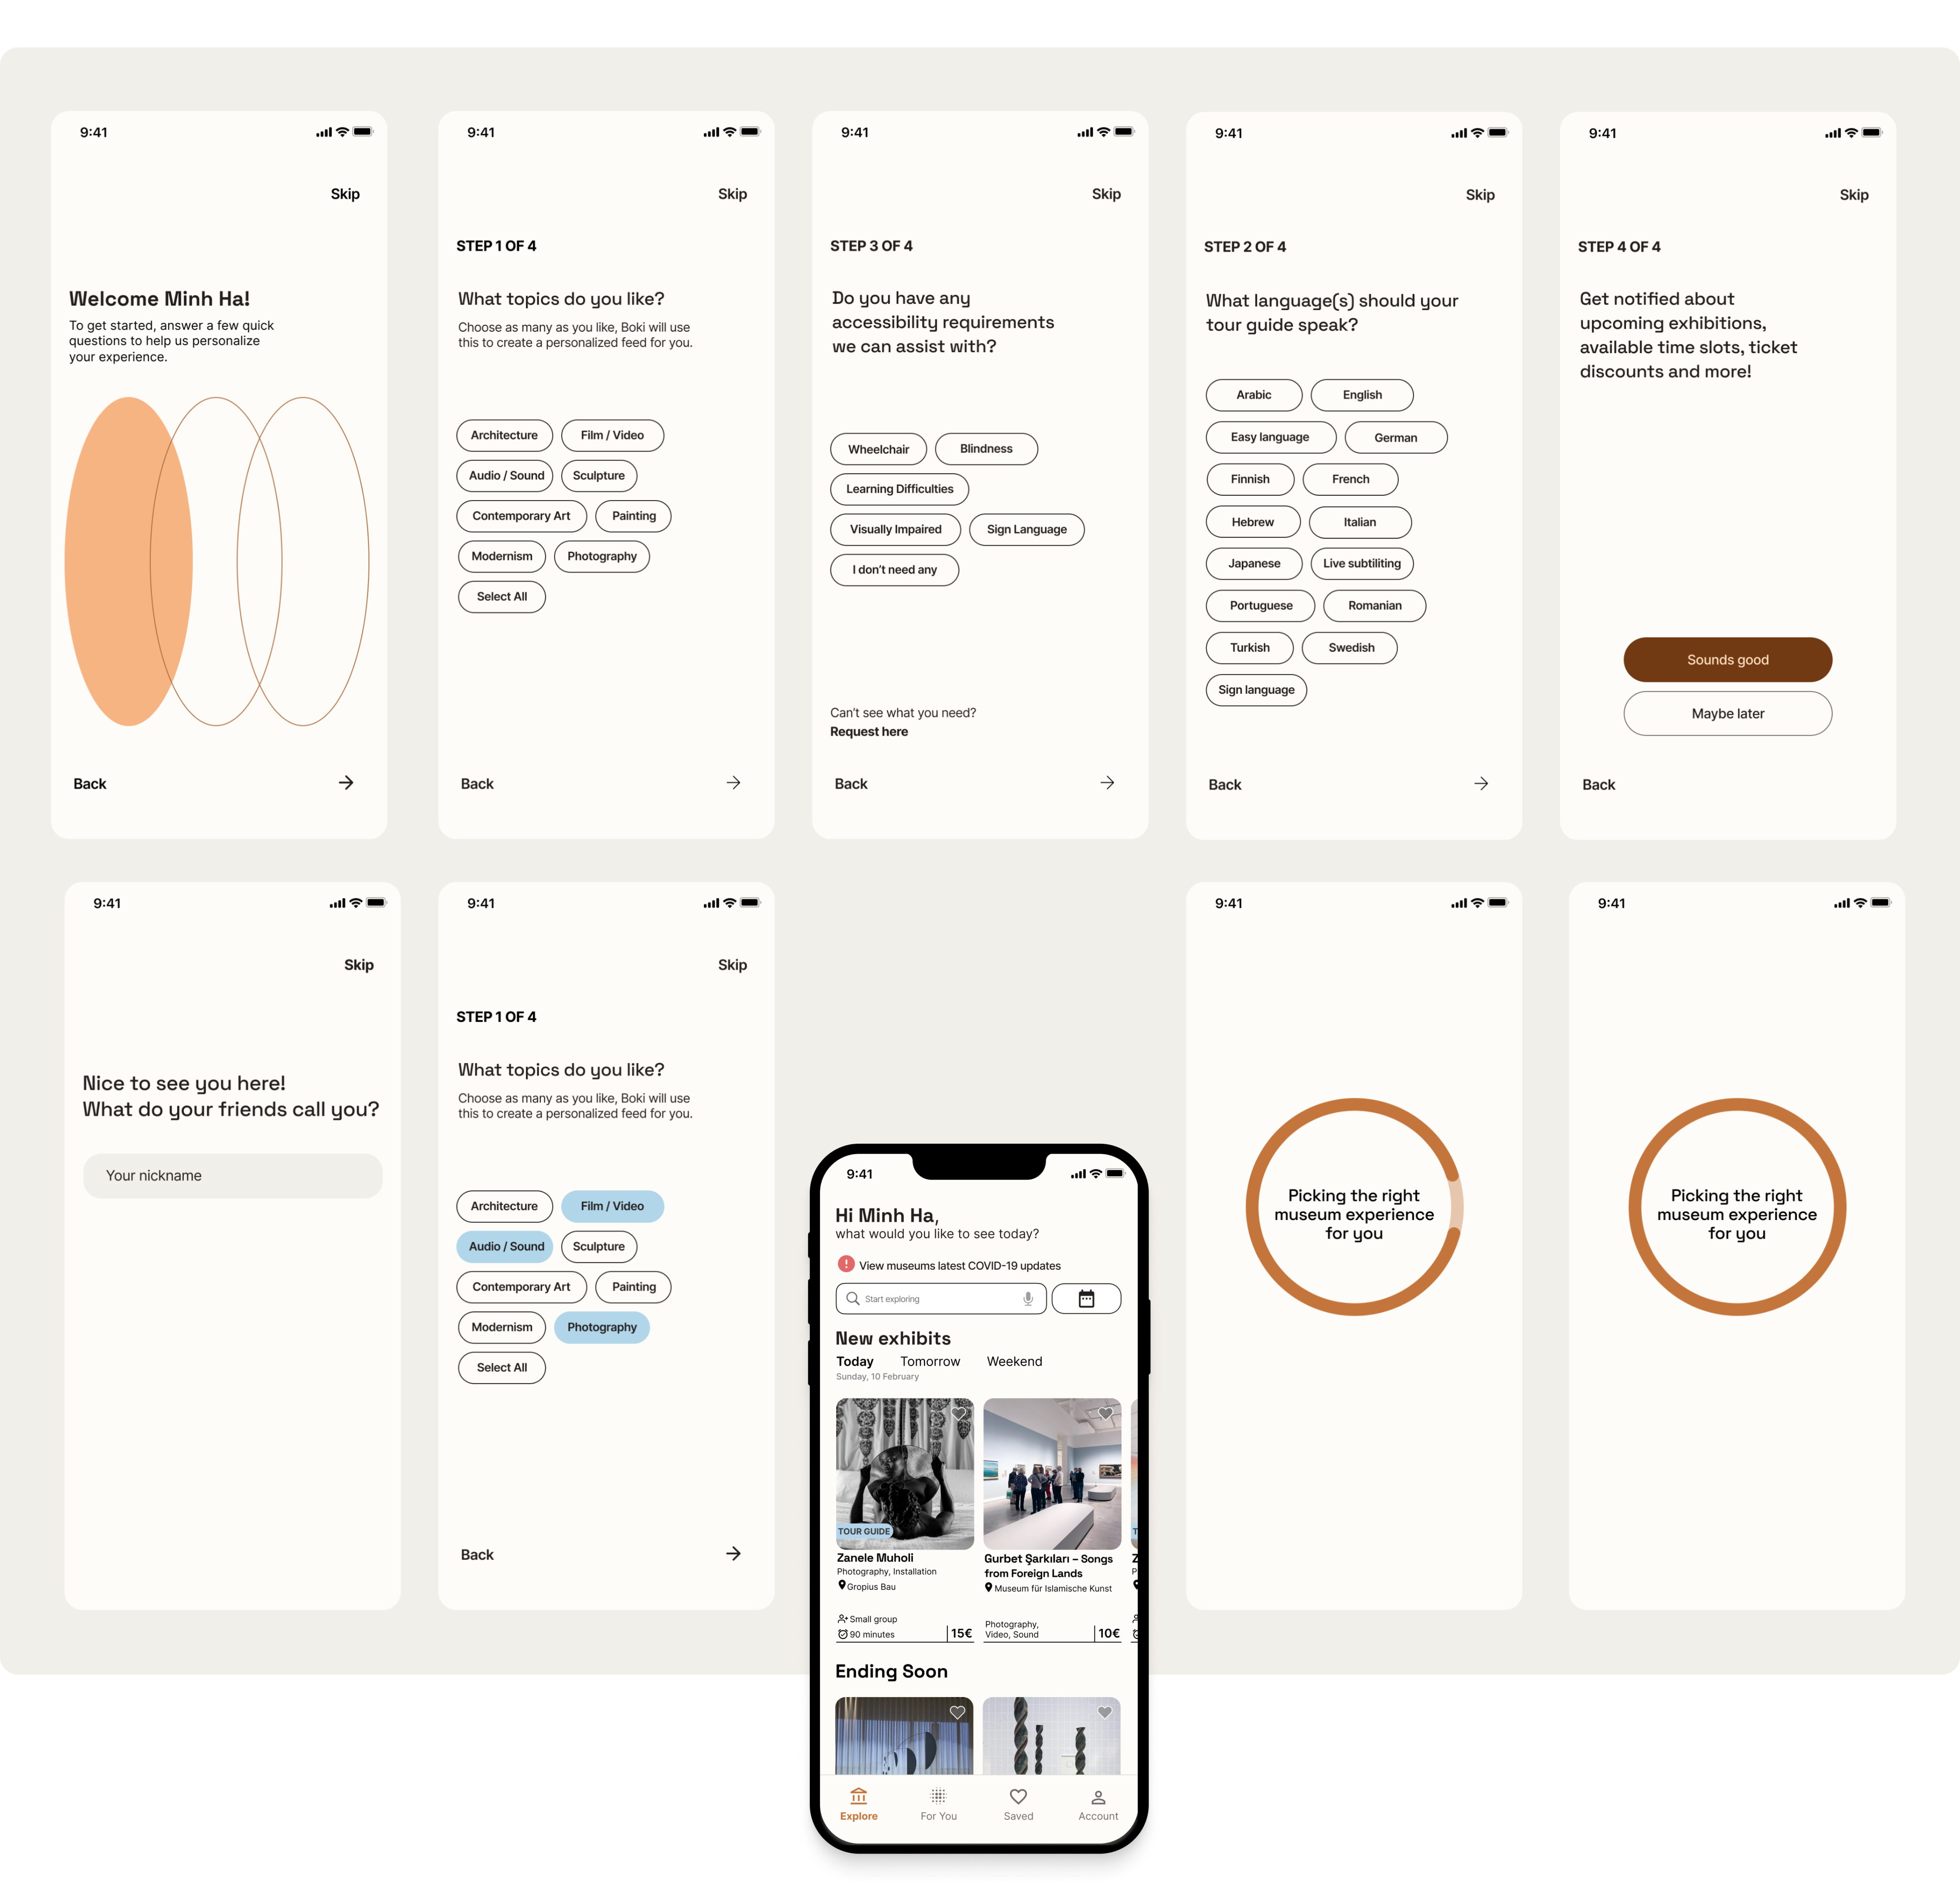 9:41
Skip
Welcome Minh Ha!
To get started, answer a few quick
questions to help us personalize
your experience.
Back
9:41
Skip
STEP 1 OF 4
What topics do you like?
Choose as many as you like, Boki will use
this to create a personalized feed for you.
Architecture
Film / Video
Audio / Sound
Sculpture
Contemporary Art
Painting
Modernism
Photography
Select All
Back
9:41
Skip
STEP 3 OF 4
Do you have any
accessibility requirements
we can assist with?
Wheelchair
Blindness
Learning Difficulties
Visually Impaired
Sign Language
I don't need any
Can't see what you need?
Request here
Back
9:41
Skip
STEP 2 OF 4
What language(s) should your
tour guide speak?
Arabic
English
Easy language
German
Finnish
French
Hebrew
Italian
Japanese
Live subtiliting
Portuguese
Romanian
Turkish
Swedish
Sign language
Back
9:41
Skip
STEP 4 OF 4
Get notified about
upcoming exhibitions,
available time slots, ticket
discounts and more!
Sounds good
Maybe later
Back
9:41
Skip
Nice to see you here!
What do your friends call you?
Your nickname
9:41
Skip
STEP 1 OF 4
What topics do you like?
Choose as many as you like, Boki will use
this to create a personalized feed for you.
Architecture
Film / Video
Audio / Sound
Sculpture
Contemporary Art
Painting
Modernism
Photography
Select All
Back
9:41
Hi Minh Ha,
what would you like to see today?
View museums latest COVID-19 updates
Start exploring
New exhibits
Today
Tomorrow
Weekend
Sunday, 10 February
TOUR GUIDE
Zanele Muholi
Photography, Installation
Gropius Bau
Small group
90 minutes
15€
Gurbet Şarkıları – Songs
from Foreign Lands
Museum für Islamische Kunst
Photography,
Video, Sound
10€
T
Z
P
Ending Soon
Explore
For You
Saved
Account
9:41
Picking the right
museum experience
for you
9:41
Picking the right
museum experience
for you